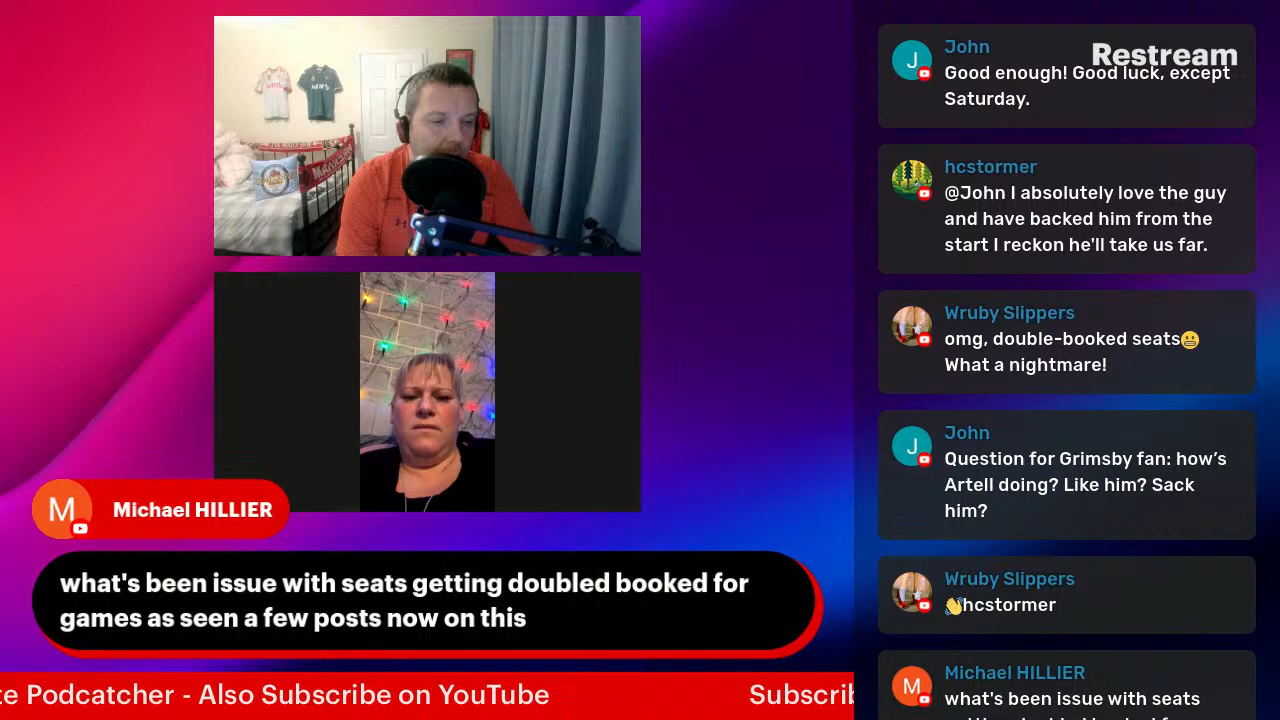 John
Restream
Good enough! Good luck, except
Saturday.
hcstormer
@John I absolutely love the guy
and have backed him from the
start I reckon he'll take us far.
Wruby Slippers
omg, double-booked seats😬
What a nightmare!
J
John
Question for Grimsby fan: how's
Artell doing? Like him? Sack
him?
Wruby Slippers
👋hcstormer
M
Michael HILLIER
what's been issue with seats
J
M
Michael HILLIER
what's been issue with seats getting doubled booked for
games as seen a few posts now on this
te Podcatcher - Also Subscribe on YouTube
Subscrib